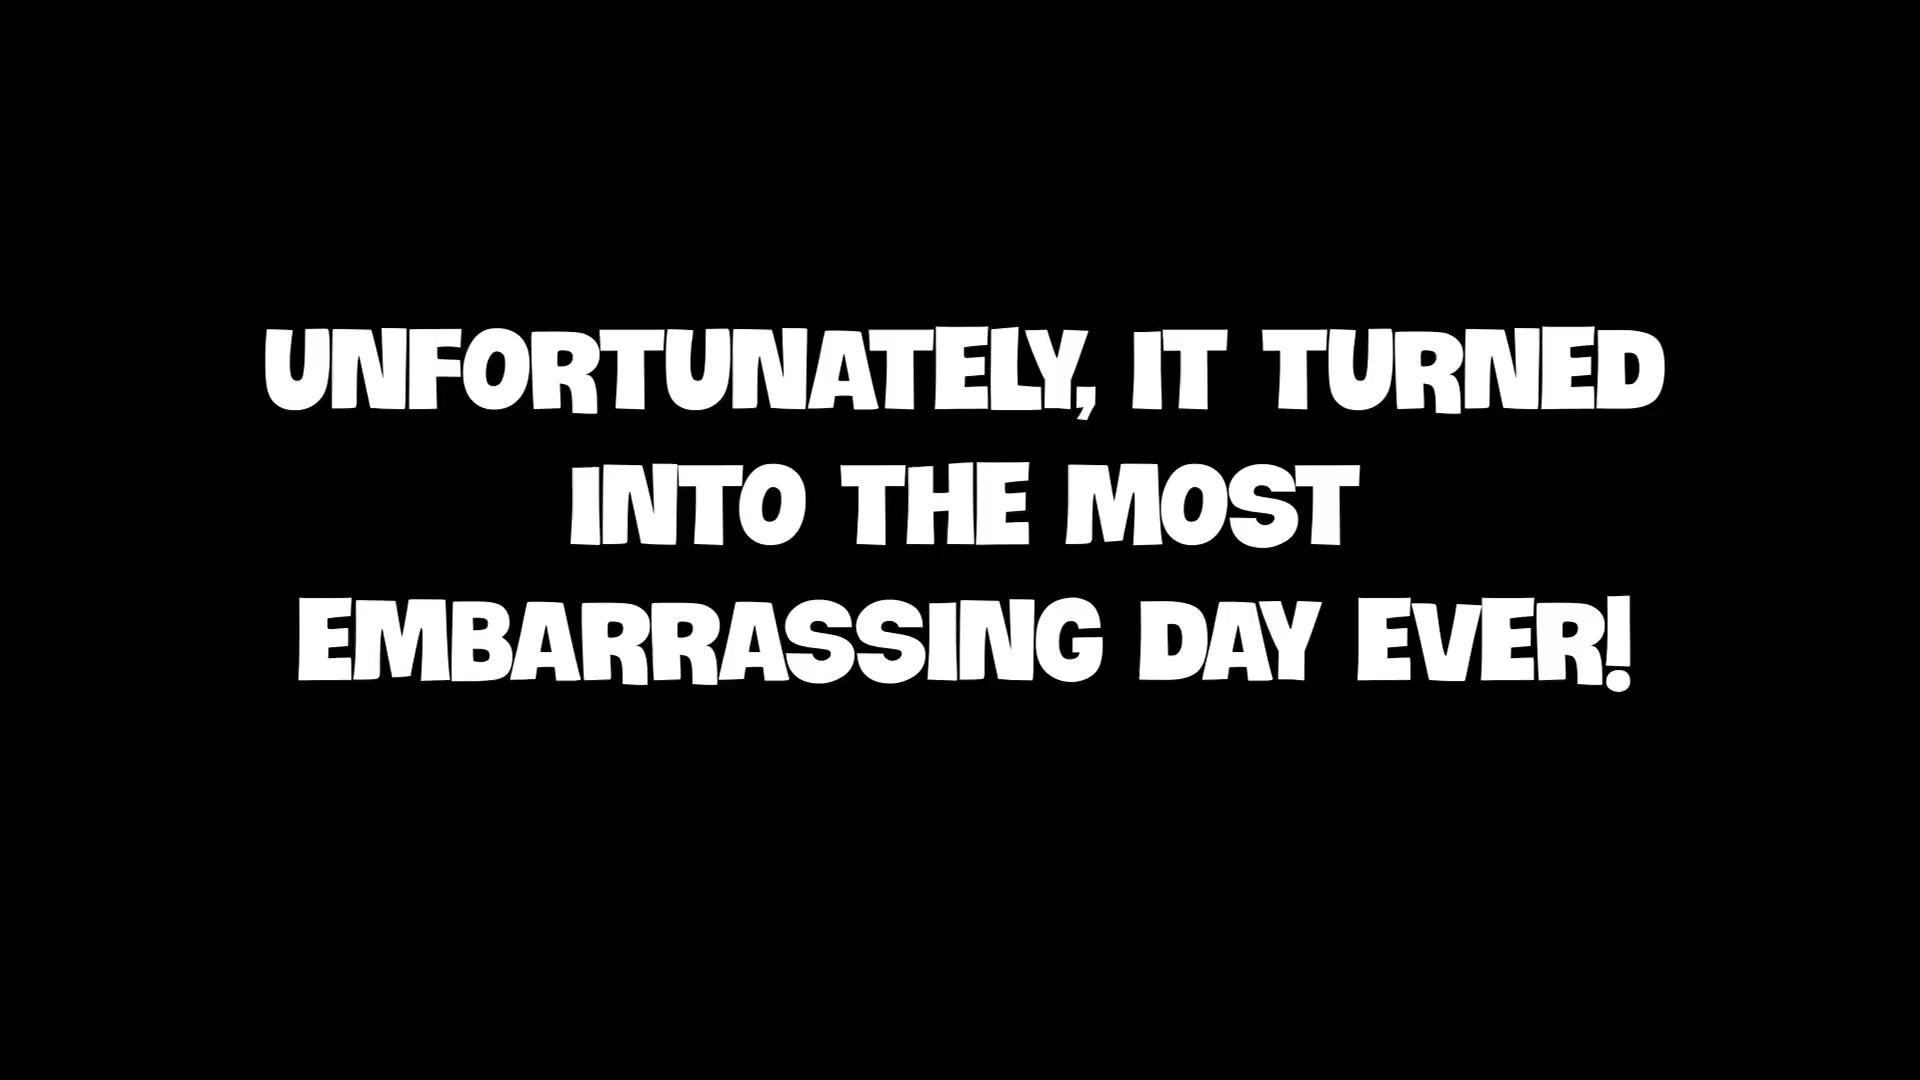 UNFORTUNATELY, IT TURNED
INTO THE MOST
EMBARRASSING DAY EVER!